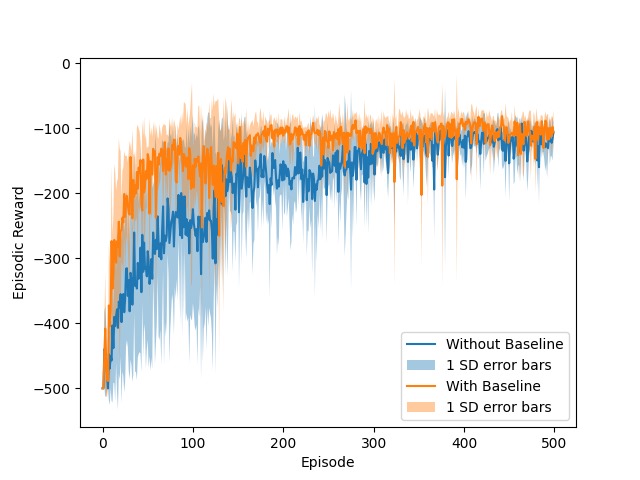 0
−100
−200
−300
−400
−500
Episodic Reward
Without Baseline
1 SD error bars
With Baseline
1 SD error bars
0 100 200 300 400 500
Episode